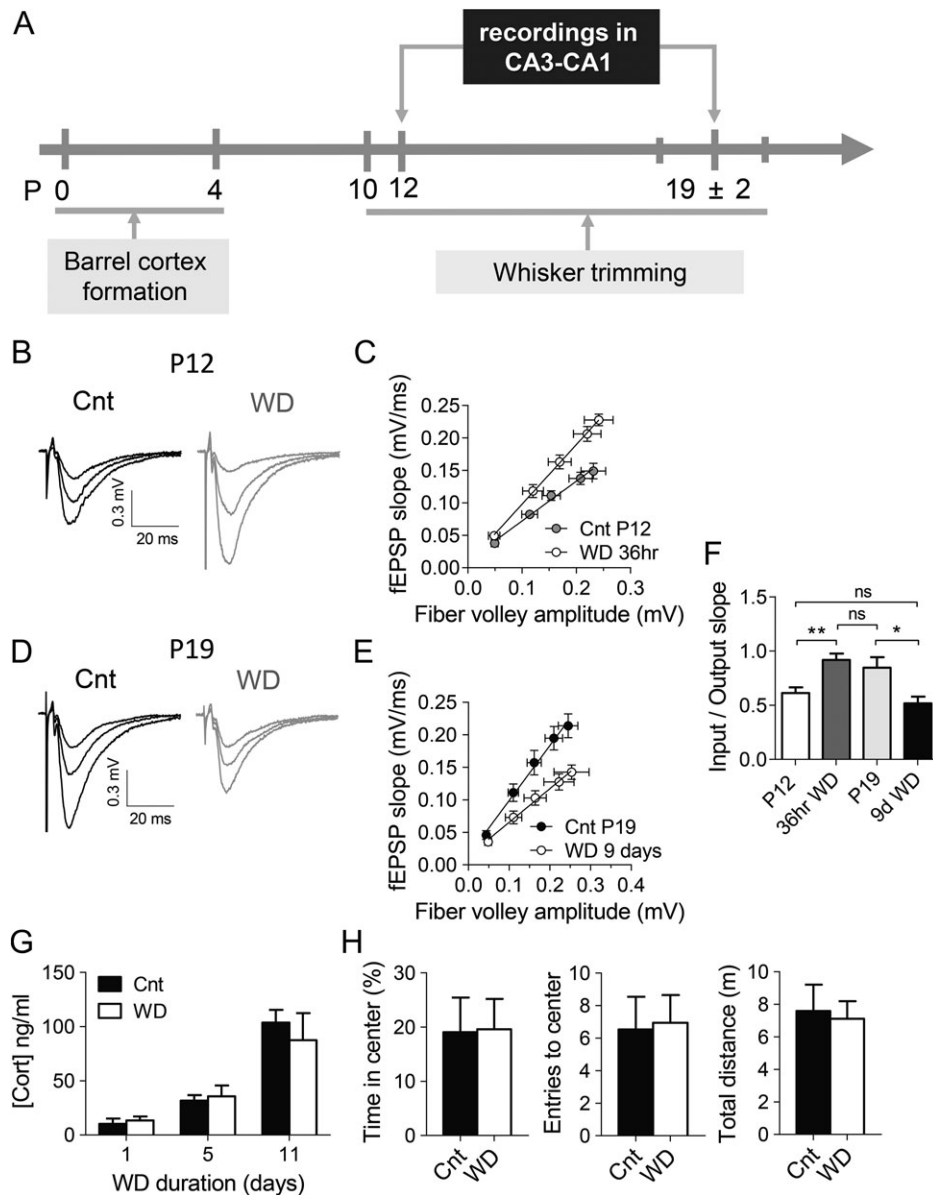 A
recordings in
CA3-CA1
P 0 4 10 12 19 ± 2
Barrel cortex
formation
Whisker trimming
B
P12
Cnt WD
0.3 mV
20 ms
C
fEPSP slope (mV/ms)
0.25
0.20
0.15
0.10
0.05
0.00
Cnt P12
WD 36hr
0.0 0.1 0.2 0.3
Fiber volley amplitude (mV)
D
P19
Cnt WD
0.3 mV
20 ms
E
fEPSP slope (mV/ms)
0.25
0.20
0.15
0.10
0.05
0.00
Cnt P19
WD 9 days
0.0 0.1 0.2 0.3 0.4
Fiber volley amplitude (mV)
F
Input / Output slope
1.5
1.0
0.5
0.0
ns
ns
** *
P12 36hr WD P19 9d WD
G
[Cort] ng/ml
150
100
50
0
Cnt
WD
1 5 11
WD duration (days)
H
Time in center (%)
30
20
10
0
Cnt WD
Entries to center
10
8
6
4
2
0
Cnt WD
Total distance (m)
10
8
6
4
2
0
Cnt WD